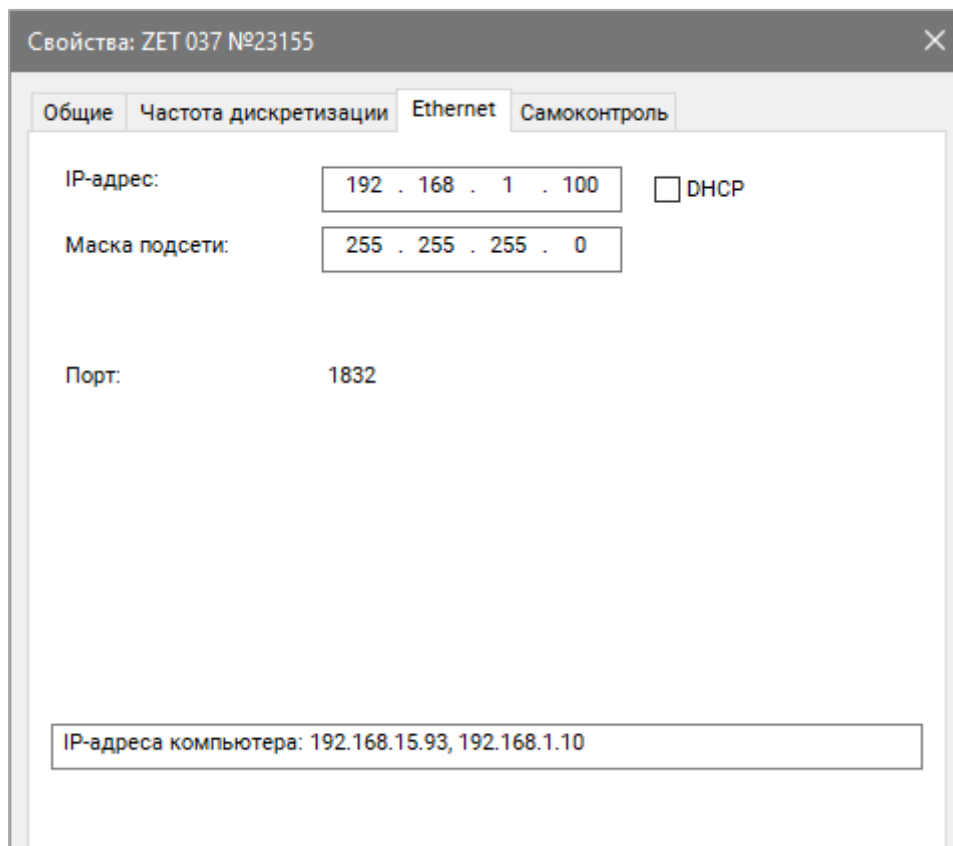 Свойства: ZET 037 №23155
Общие Частота дискретизации Ethernet Самоконтроль
IP-адрес: 192 . 168 . 1 . 100 DHCP
Маска подсети: 255 . 255 . 255 . 0
Порт: 1832
IP-адреса компьютера: 192.168.15.93, 192.168.1.10